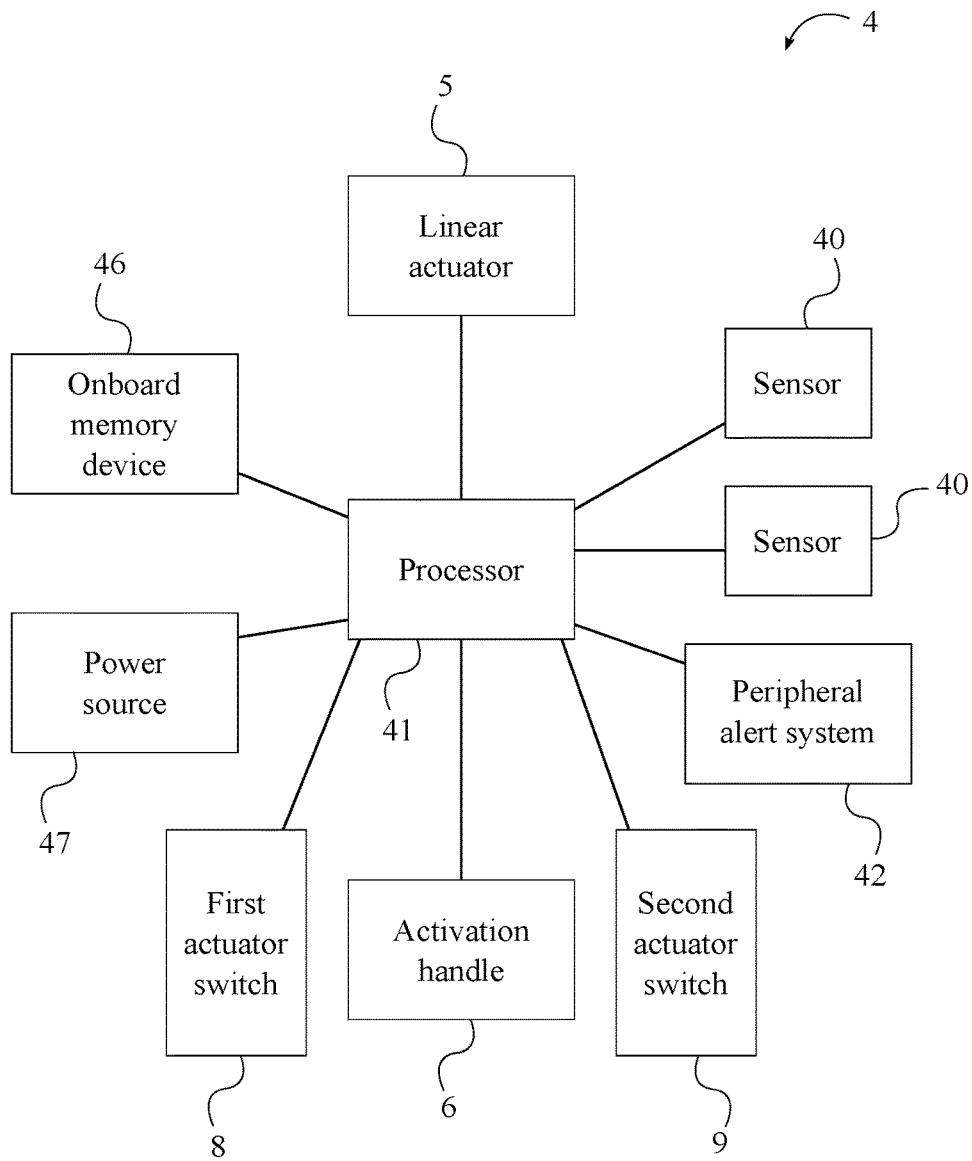 4
5
Linear
actuator
46
40
Onboard
memory
device
Sensor
40
Processor
Sensor
Power
source
41
Peripheral
alert system
47
42
First
actuator
switch
Activation
handle
Second
actuator
switch
8
6
9